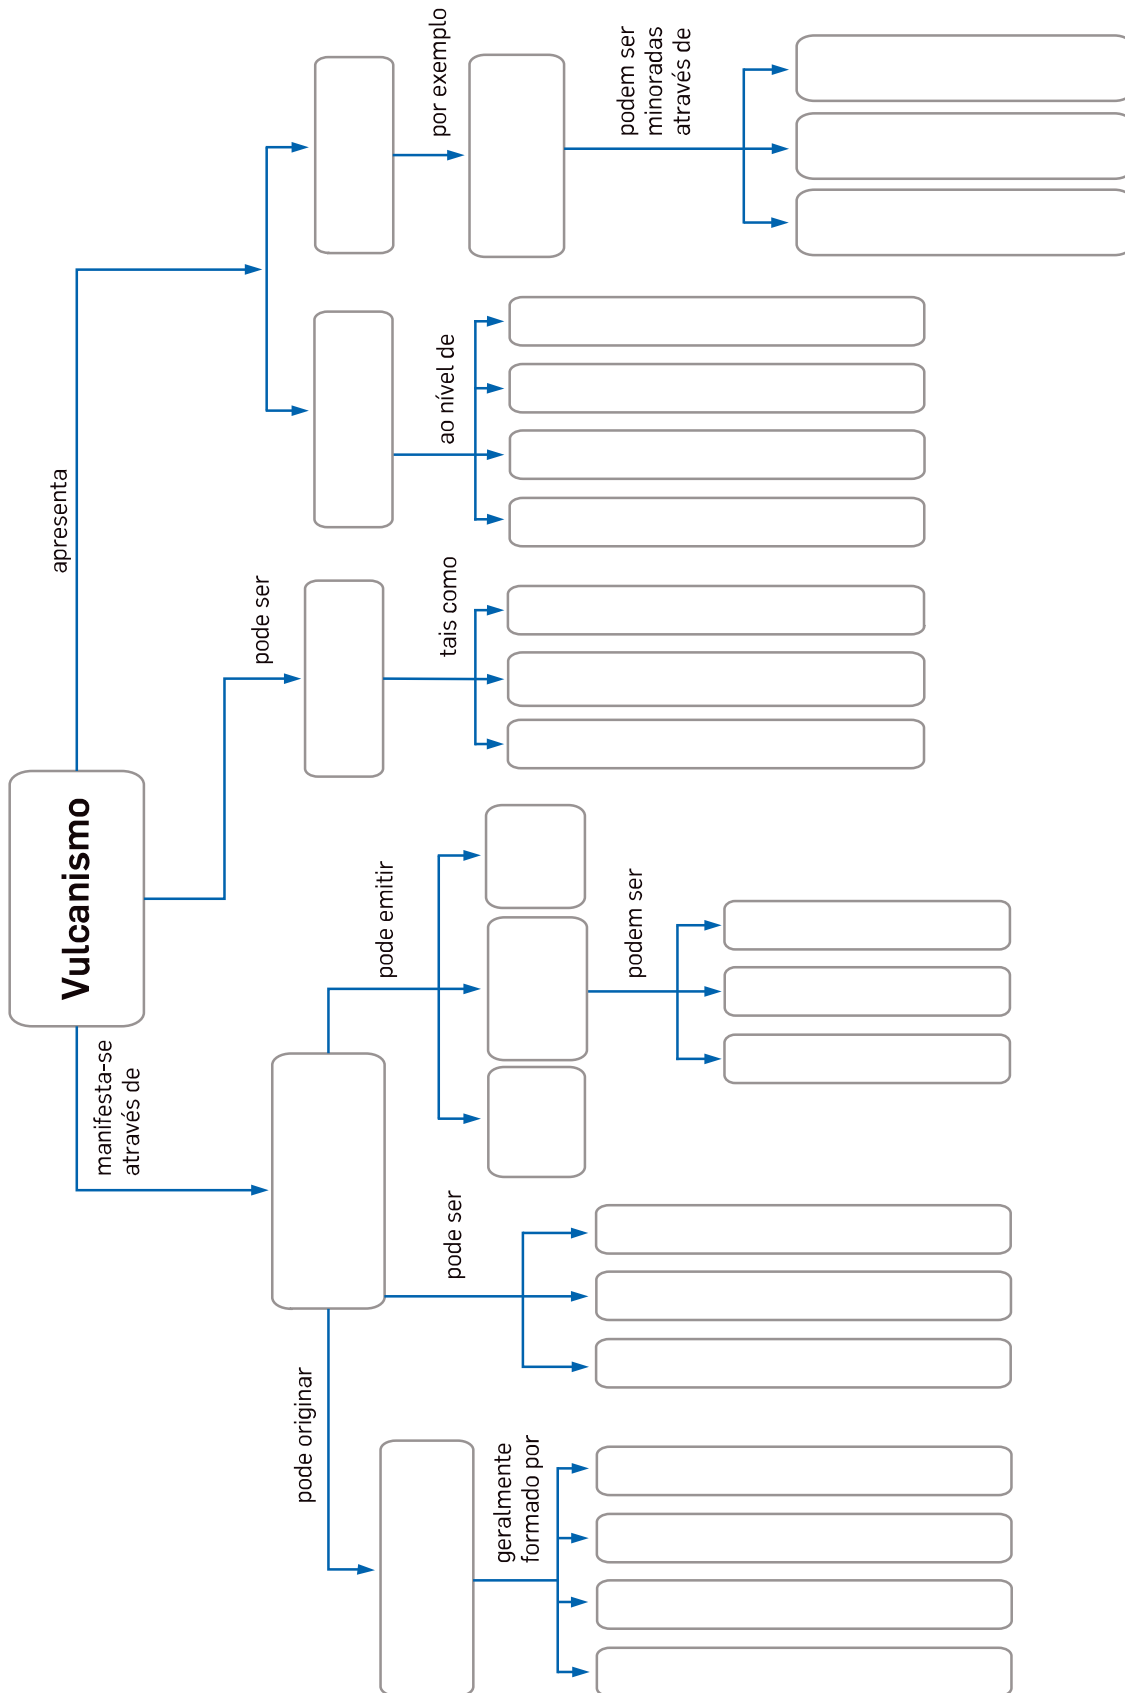 Vulcanismo
manifesta-se
através de
pode ser
apresenta
pode originar
pode ser
pode emitir
tais como
ao nível de
por exemplo
geralmente
formado por
podem ser
podem ser
minoradas
através de